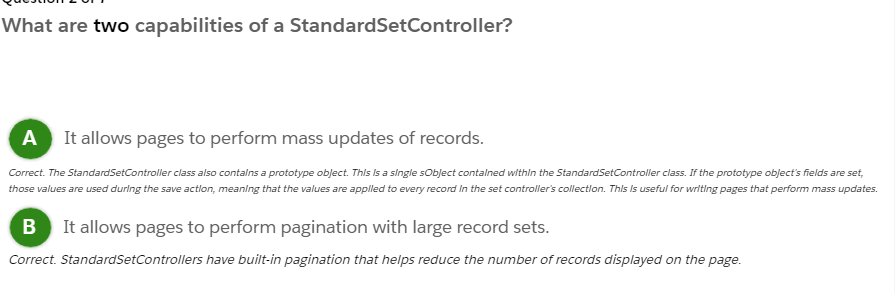 Question 2 of 7
What are two capabilities of a StandardSetController?
A It allows pages to perform mass updates of records.
Correct. The StandardSetController class also contains a prototype object. This is a single sObject contained within the StandardSetController class. If the prototype object's fields are set,
those values are used during the save action, meaning that the values are applied to every record in the set controller's collection. This is useful for writing pages that perform mass updates.
B It allows pages to perform pagination with large record sets.
Correct. StandardSetControllers have built-in pagination that helps reduce the number of records displayed on the page.